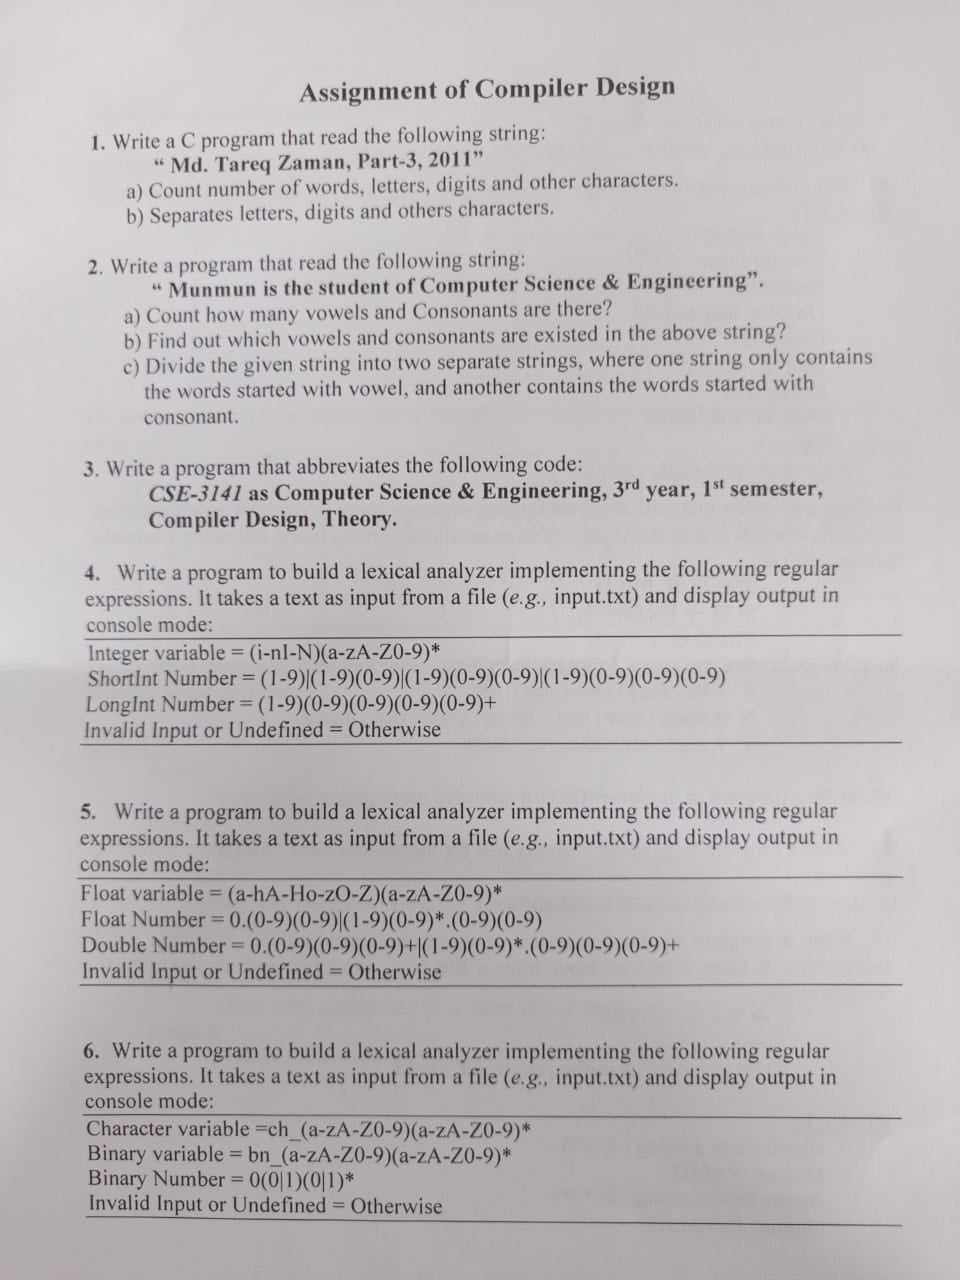 Assignment of Compiler Design
1. Write a C program that read the following string:
“ Md. Tareq Zaman, Part-3, 2011”
a) Count number of words, letters, digits and other characters.
b) Separates letters, digits and others characters.
2. Write a program that read the following string:
“ Munmun is the student of Computer Science & Engineering”.
a) Count how many vowels and Consonants are there?
b) Find out which vowels and consonants are existed in the above string?
c) Divide the given string into two separate strings, where one string only contains
the words started with vowel, and another contains the words started with
consonant.
3. Write a program that abbreviates the following code:
CSE-3141 as Computer Science & Engineering, 3rd year, 1st semester,
Compiler Design, Theory.
4. Write a program to build a lexical analyzer implementing the following regular
expressions. It takes a text as input from a file (e.g., input.txt) and display output in
console mode:
Integer variable = (i-nI-N)(a-zA-Z0-9)*
ShortInt Number = (1-9)|(1-9)(0-9)|(1-9)(0-9)(0-9)|(1-9)(0-9)(0-9)(0-9)
LongInt Number = (1-9)(0-9)(0-9)(0-9)(0-9)+
Invalid Input or Undefined = Otherwise
5. Write a program to build a lexical analyzer implementing the following regular
expressions. It takes a text as input from a file (e.g., input.txt) and display output in
console mode:
Float variable = (a-hA-Ho-zO-Z)(a-zA-Z0-9)*
Float Number = 0.(0-9)(0-9)|(1-9)(0-9)*.(0-9)(0-9)
Double Number = 0.(0-9)(0-9)(0-9)+|(1-9)(0-9)*.(0-9)(0-9)(0-9)+
Invalid Input or Undefined = Otherwise
6. Write a program to build a lexical analyzer implementing the following regular
expressions. It takes a text as input from a file (e.g., input.txt) and display output in
console mode:
Character variable =ch_(a-zA-Z0-9)(a-zA-Z0-9)*
Binary variable = bn_(a-zA-Z0-9)(a-zA-Z0-9)*
Binary Number = 0(0|1)(0|1)*
Invalid Input or Undefined = Otherwise